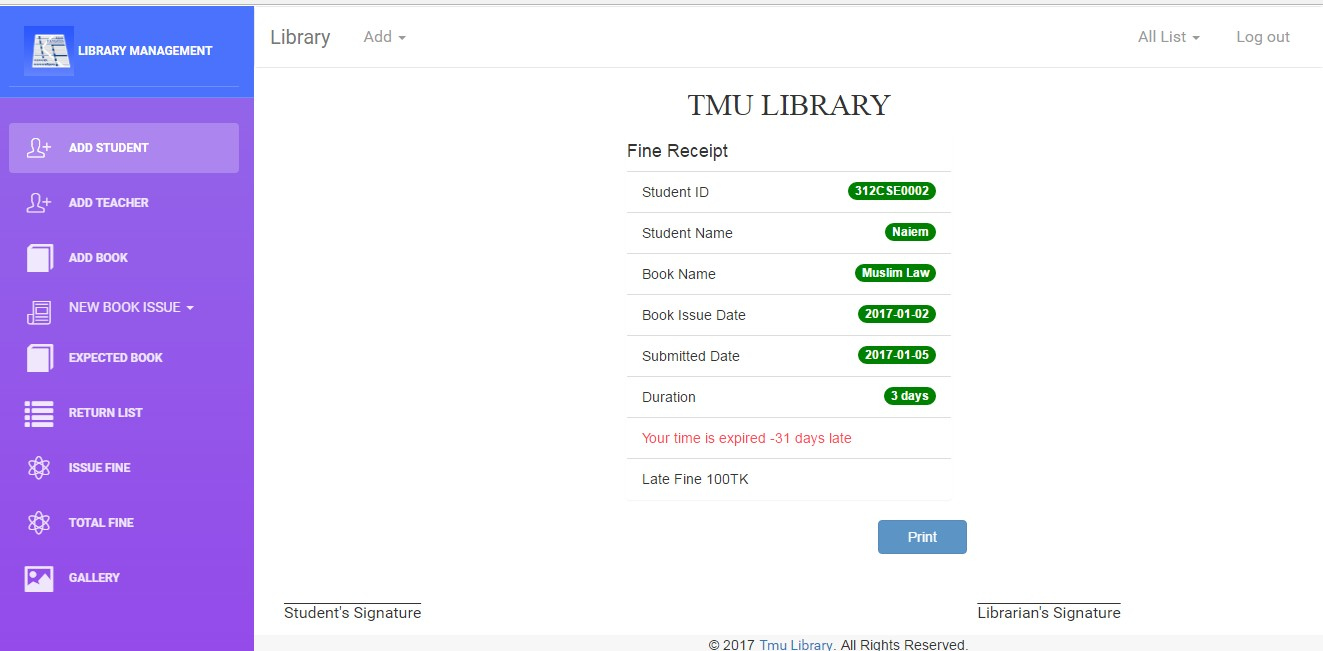 LIBRARY MANAGEMENT
Library Add All List Log out
ADD STUDENT
ADD TEACHER
ADD BOOK
NEW BOOK ISSUE
EXPECTED BOOK
RETURN LIST
ISSUE FINE
TOTAL FINE
GALLERY
TMU LIBRARY
Fine Receipt
Student ID 312CSE0002
Student Name Naiem
Book Name Muslim Law
Book Issue Date 2017-01-02
Submitted Date 2017-01-05
Duration 3 days
Your time is expired -31 days late
Late Fine 100TK
Print
Student's Signature Librarian's Signature
© 2017 Tmu Library. All Rights Reserved.